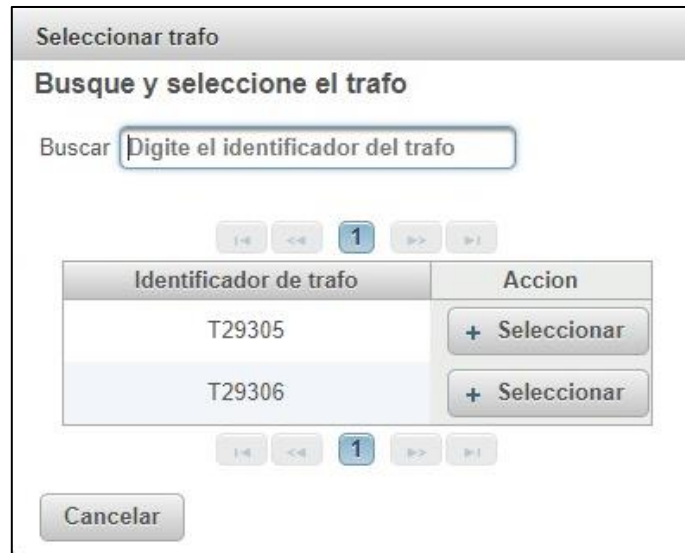 Seleccionar trafo
Busque y seleccione el trafo
Buscar Digite el identificador del trafo
1
Identificador de trafo Accion
T29305 + Seleccionar
T29306 + Seleccionar
1
Cancelar